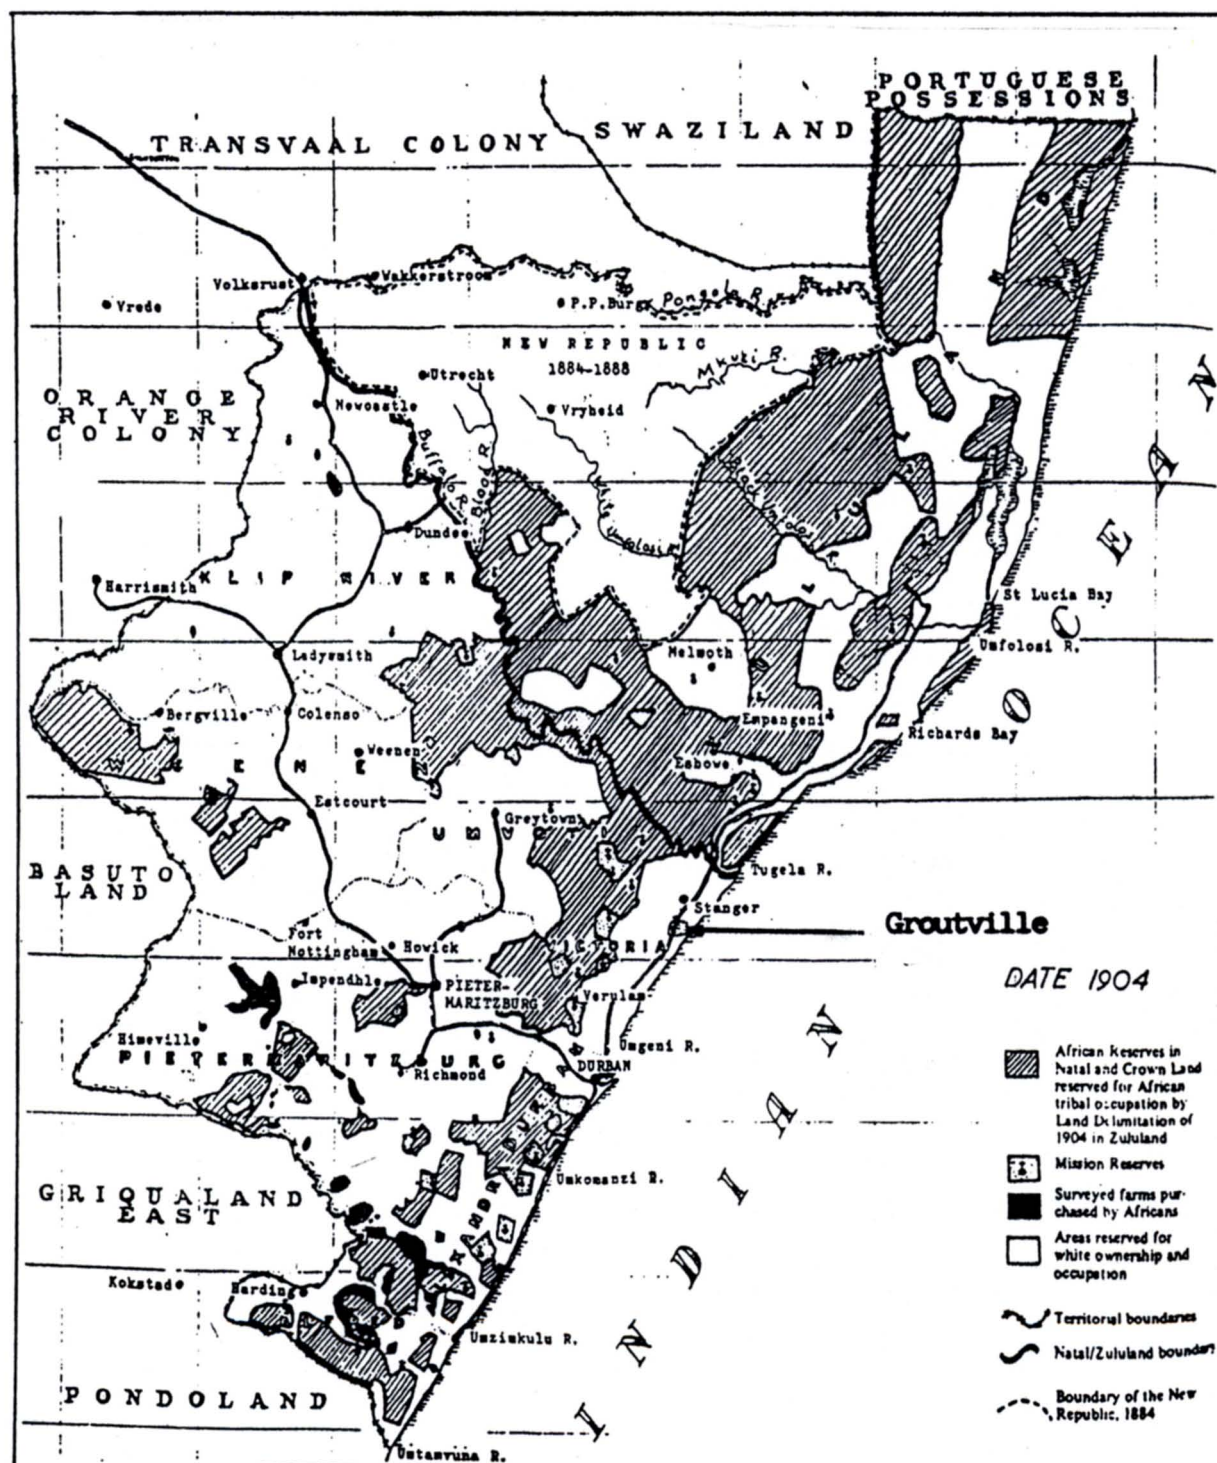 PORTUGUESE
POSSESSIONS
TRANSVAAL COLONY
SWAZILAND
Volksrust
Wakkerstroom
Vrede
P.P.Burg
Pongola R.
NEW REPUBLIC
1884-1888
Mkuzi R.
Utrecht
Vryheid
ORANGE
RIVER
COLONY
Newcastle
Buffalo R.
Blood R.
White Umfolosi R.
Black Umfolosi R.
Dundee
KLIP RIVER
Harrismith
St Lucia Bay
Umfolosi R.
Ladysmith
Melmoth
Bergville
Colenso
Empangeni
Richards Bay
Weenen
Eshowe
Estcourt
Greytown
Tugela R.
BASUTO
LAND
Stanger
Groutville
Fort
Nottingham
Howick
VICTORIA
DATE 1904
Impendhle
PIETER-
MARITZBURG
Verulam
Himeville
Umgeni R.
PIETERMARITZBURG
Richmond
DURBAN
African Reserves in
Natal and Crown Land
reserved for African
tribal occupation by
Land Delimitation of
1904 in Zululand
Mission Reserves
Surveyed farms pur-
chased by Africans
Areas reserved for
white ownership and
occupation
Umkomanzi R.
GRIQUALAND
EAST
Kokstad
Harding
Umzimkulu R.
Territorial boundaries
Natal/Zululand boundary
Boundary of the New
Republic, 1884
PONDOLAND
Umtamvuna R.
INDIAN OCEAN